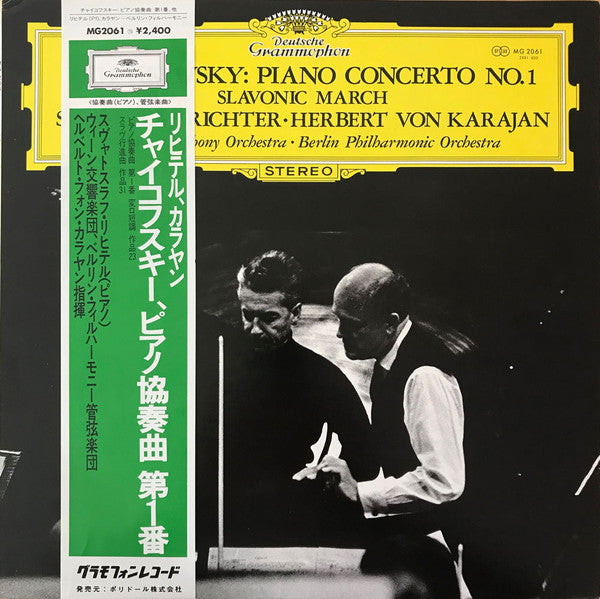 チャイコフスキー: ピアノ協奏曲 第1番、他
リヒテル(Pf)、カラヤン―ベルリン・フィルハーモニー
MG2061 ¥2,400
Deutsche
Grammophon
《協奏曲(ピアノ)、管弦楽曲》
リヒテル、カラヤン
チャイコフスキー、ピアノ協奏曲 第1番
ピアノ協奏曲 第1番 変ロ短調 作品23
スラヴ行進曲 作品31
スヴャトスラフ・リヒテル(ピアノ)
ウィーン交響楽団、ベルリン・フィルハーモニー管弦楽団
ヘルベルト・フォン・カラヤン指揮
グラモフォンレコード
発売元:ポリドール株式会社
Deutsche
Grammophon
MG 2061
VSKY: PIANO CONCERTO NO.1
SLAVONIC MARCH
S RICHTER · HERBERT VON KARAJAN
hony Orchestra · Berlin Philharmonic Orchestra
STEREO